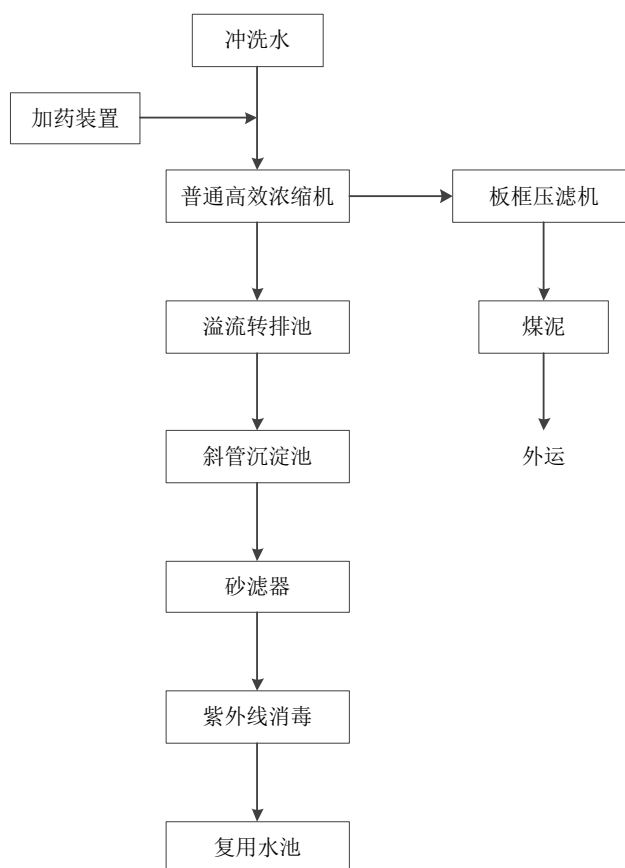 冲洗水
加药装置
普通高效浓缩机
板框压滤机
溢流转排池
煤泥
斜管沉淀池
外运
砂滤器
紫外线消毒
复用水池